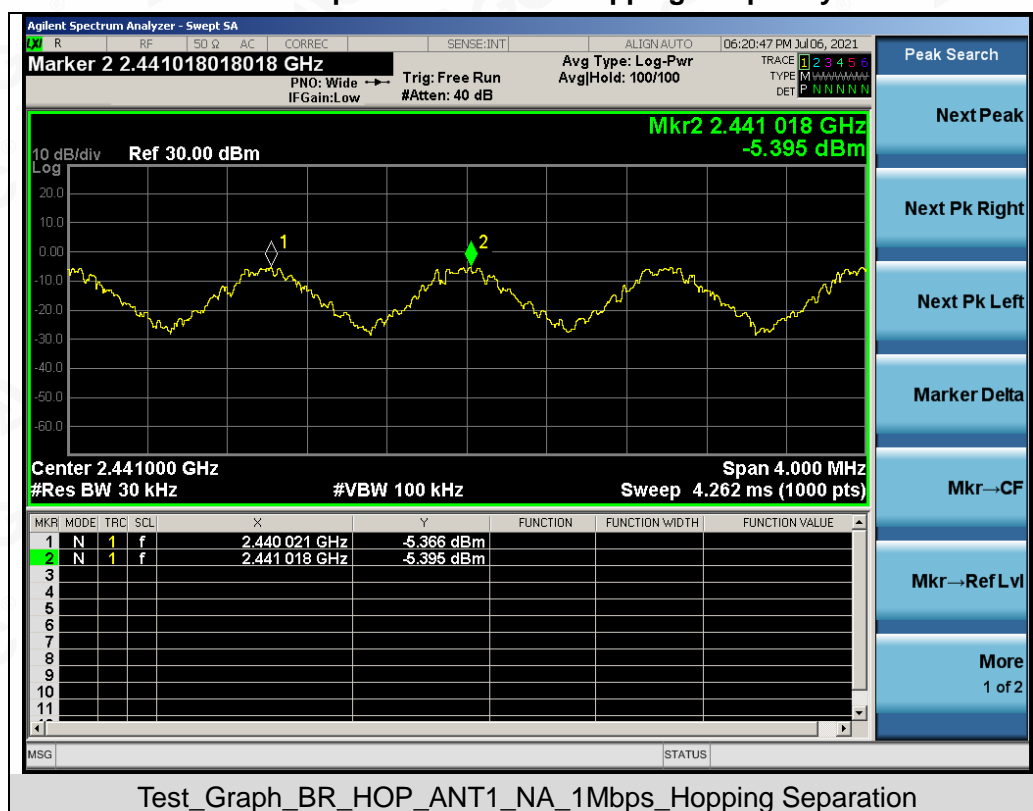 Agilent Spectrum Analyzer - Swept SA
LXI R RF 50 Ω AC CORREC SENSE:INT ALIGN AUTO 06:20:47 PM Jul 06, 2021
Marker 2 2.441018018018 GHz
PNO: Wide
IFGain:Low
Trig: Free Run
#Atten: 40 dB
Avg Type: Log-Pwr
Avg|Hold: 100/100
TRACE 1 2 3 4 5 6
TYPE M
DET P N N N N N
Peak Search
Mkr2 2.441 018 GHz
-5.395 dBm
10 dB/div Ref 30.00 dBm
Log
20.0
10.0
0.00
-10.0
-20.0
-30.0
-40.0
-50.0
-60.0
1
2
Center 2.441000 GHz Span 4.000 MHz
#Res BW 30 kHz #VBW 100 kHz Sweep 4.262 ms (1000 pts)
MKR MODE TRC SCL X Y FUNCTION FUNCTION WIDTH FUNCTION VALUE
1 N 1 f 2.440 021 GHz -5.366 dBm
2 N 1 f 2.441 018 GHz -5.395 dBm
3
4
5
6
7
8
9
10
11
Next Peak
Next Pk Right
Next Pk Left
Marker Delta
Mkr→CF
Mkr→Ref Lvl
More
1 of 2
MSG STATUS
Test_Graph_BR_HOP_ANT1_NA_1Mbps_Hopping Separation